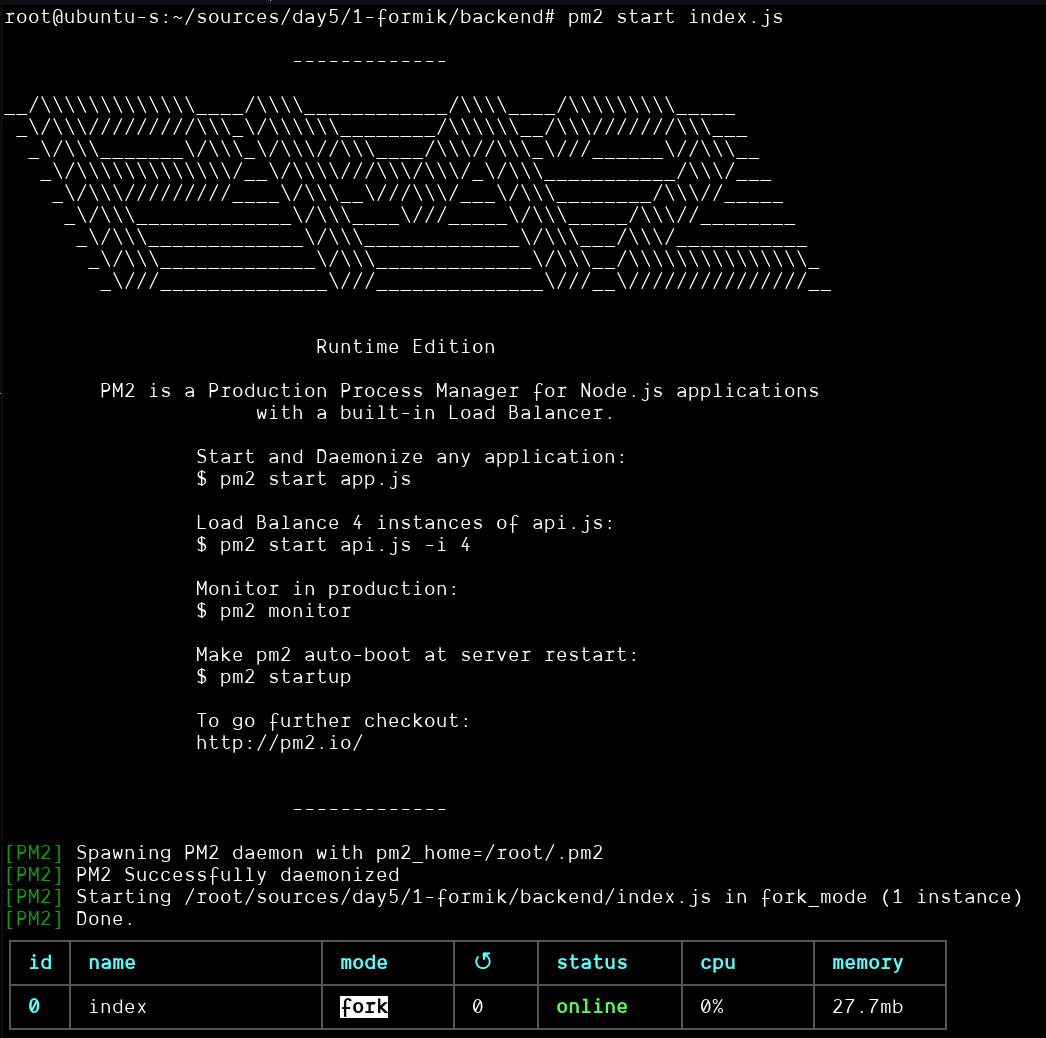 root@ubuntu-s:~/sources/day5/1-formik/backend# pm2 start index.js
-------------
__/\\\\\\\\\\\\\____/\\\\____________/\\\\____/\\\\\\\\\_____
_\/\\\/////////\\\_\/\\\\\\________/\\\\\\__/\\\///////\\\___
_\/\\\_______\/\\\_\/\\\//\\\____/\\\//\\\_\///______\//\\\__
_\/\\\\\\\\\\\\\/__\/\\\\///\\\/\\\/_\/\\\___________/\\\/___
_\/\\\/////////____\/\\\__\///\\\/___\/\\\________/\\\//_____
_\/\\\_____________\/\\\____\///_____\/\\\_____/\\\//________
_\/\\\_____________\/\\\_____________\/\\\___/\\\/___________
_\/\\\_____________\/\\\_____________\/\\\__/\\\\\\\\\\\\\\\_
_\///______________\///______________\///__\///////////////__
Runtime Edition
PM2 is a Production Process Manager for Node.js applications
with a built-in Load Balancer.
Start and Daemonize any application:
$ pm2 start app.js
Load Balance 4 instances of api.js:
$ pm2 start api.js -i 4
Monitor in production:
$ pm2 monitor
Make pm2 auto-boot at server restart:
$ pm2 startup
To go further checkout:
http://pm2.io/
-------------
[PM2] Spawning PM2 daemon with pm2_home=/root/.pm2
[PM2] PM2 Successfully daemonized
[PM2] Starting /root/sources/day5/1-formik/backend/index.js in fork_mode (1 instance)
[PM2] Done.
id name mode ↺ status cpu memory
0 index fork 0 online 0% 27.7mb